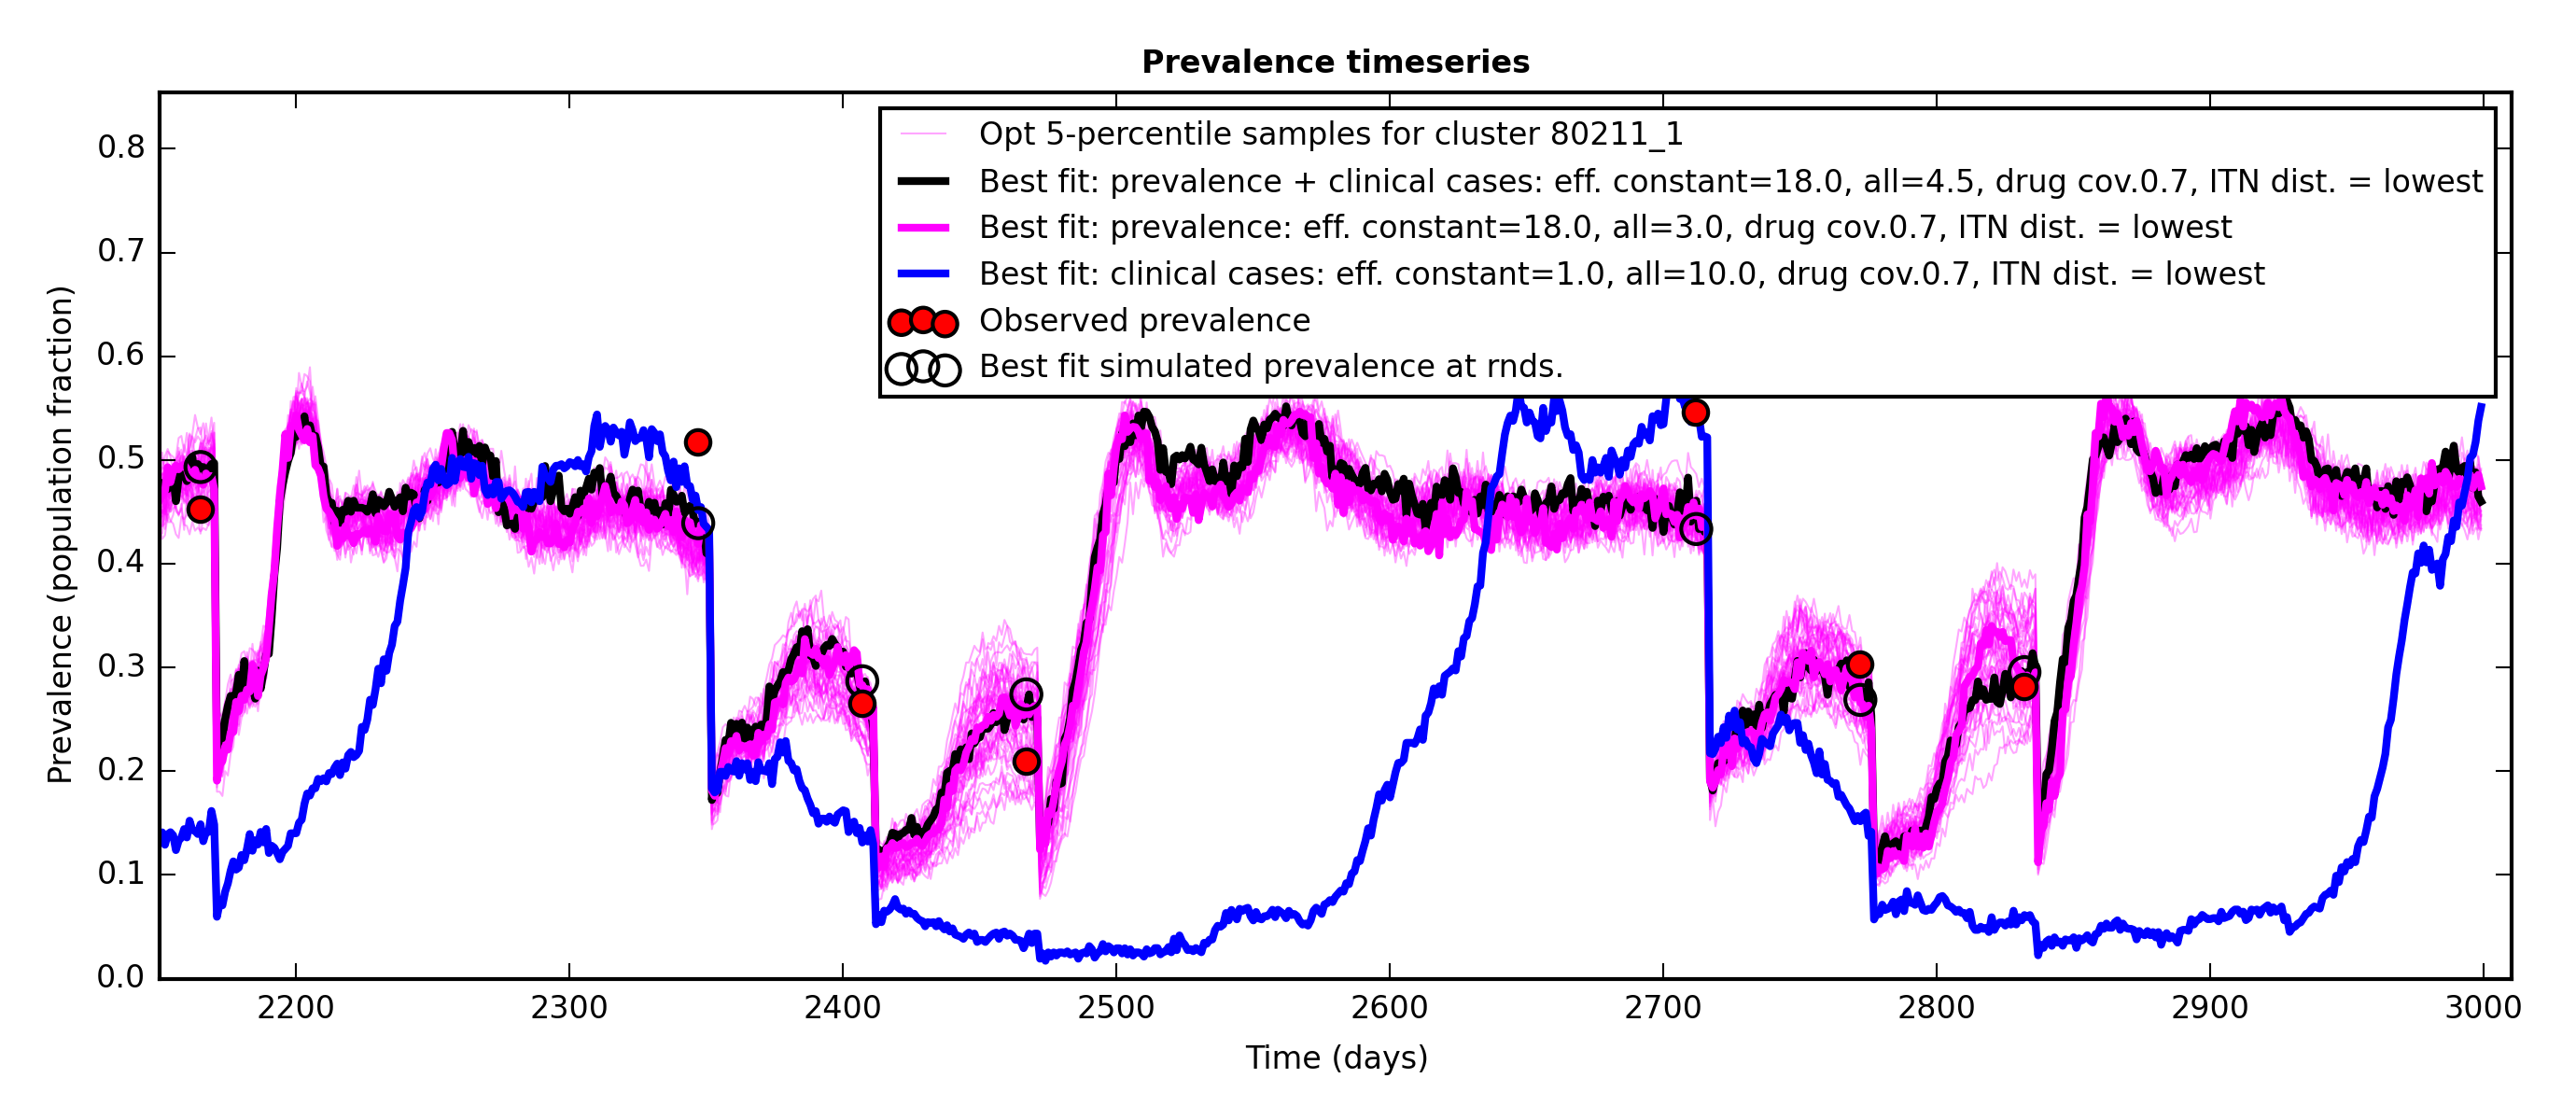 Prevalence timeseries
Opt 5-percentile samples for cluster 80211_1
Best fit: prevalence + clinical cases: eff. constant=18.0, all=4.5, drug cov.0.7, ITN dist. = lowest
Best fit: prevalence: eff. constant=18.0, all=3.0, drug cov.0.7, ITN dist. = lowest
Best fit: clinical cases: eff. constant=1.0, all=10.0, drug cov.0.7, ITN dist. = lowest
Observed prevalence
Best fit simulated prevalence at rnds.
Prevalence (population fraction)
0.8
0.7
0.6
0.5
0.4
0.3
0.2
0.1
0.0
2200 2300 2400 2500 2600 2700 2800 2900 3000
Time (days)